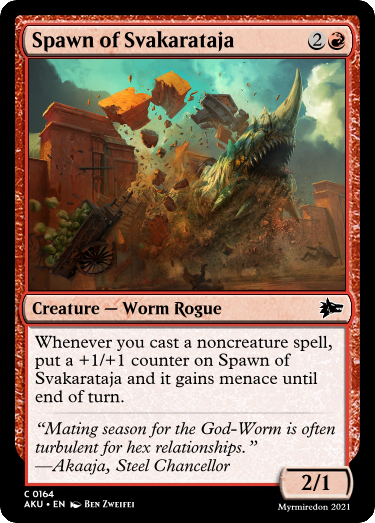 Spawn of Svakarataja 2
Creature — Worm Rogue
Whenever you cast a noncreature spell,
put a +1/+1 counter on Spawn of
Svakarataja and it gains menace until
end of turn.
“Mating season for the God-Worm is often
turbulent for hex relationships.”
—Akaaja, Steel Chancellor
2/1
C 0164
AKU • EN Ben Zweifei
Myrmiredon 2021